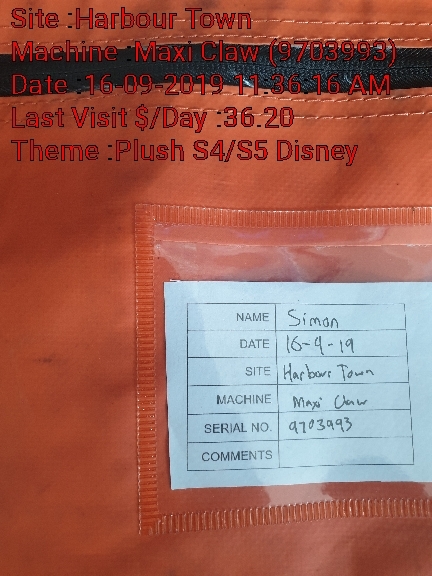 Site :Harbour Town
Machine :Maxi Claw (9703993)
Date :16-09-2019 11.36.16 AM
Last Visit $/Day :36.20
Theme :Plush S4/S5 Disney
NAME Simon
DATE 16-9-19
SITE Harbour Town
MACHINE Maxi Claw
SERIAL NO. 9703993
COMMENTS